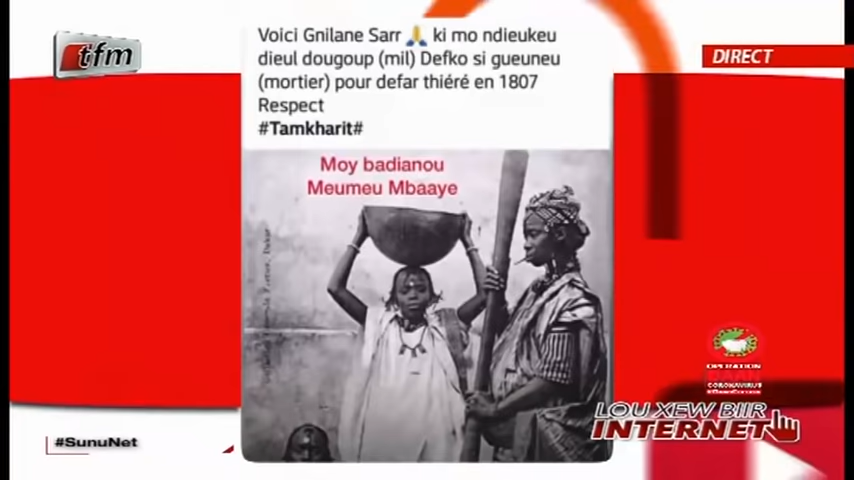 Voici Gnilane Sarr 🙏 ki mo ndieukeu
dieul dougoup (mil) Defko si gueuneu
(mortier) pour defar thiéré en 1807
Respect
#Tamkharit#
tfm
DIRECT
Moy badianou
Meumeu Mbaaye
OPERATION
CORONAVIRUS
LOU XEW BIIR
INTERNET
#SunuNet